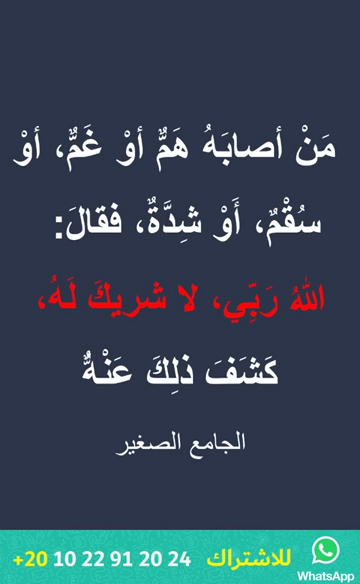 مَنْ أصابَهُ هَمٌّ أوْ غَمٌّ، أوْ
سُقْمٌ، أَوْ شِدَّةٌ، فقالَ:
اللهُ رَبِّي، لا شريكَ لَهُ،
كَشَفَ ذلِكَ عَنْهٌُ
الجامع الصغير
للاشتراك +20 10 22 91 20 24
WhatsApp